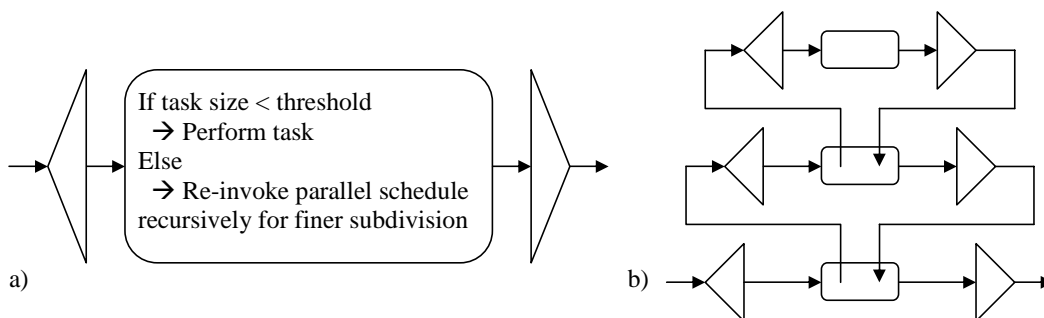 If task size < threshold
→ Perform task
Else
→ Re-invoke parallel schedule
recursively for finer subdivision
a)
b)